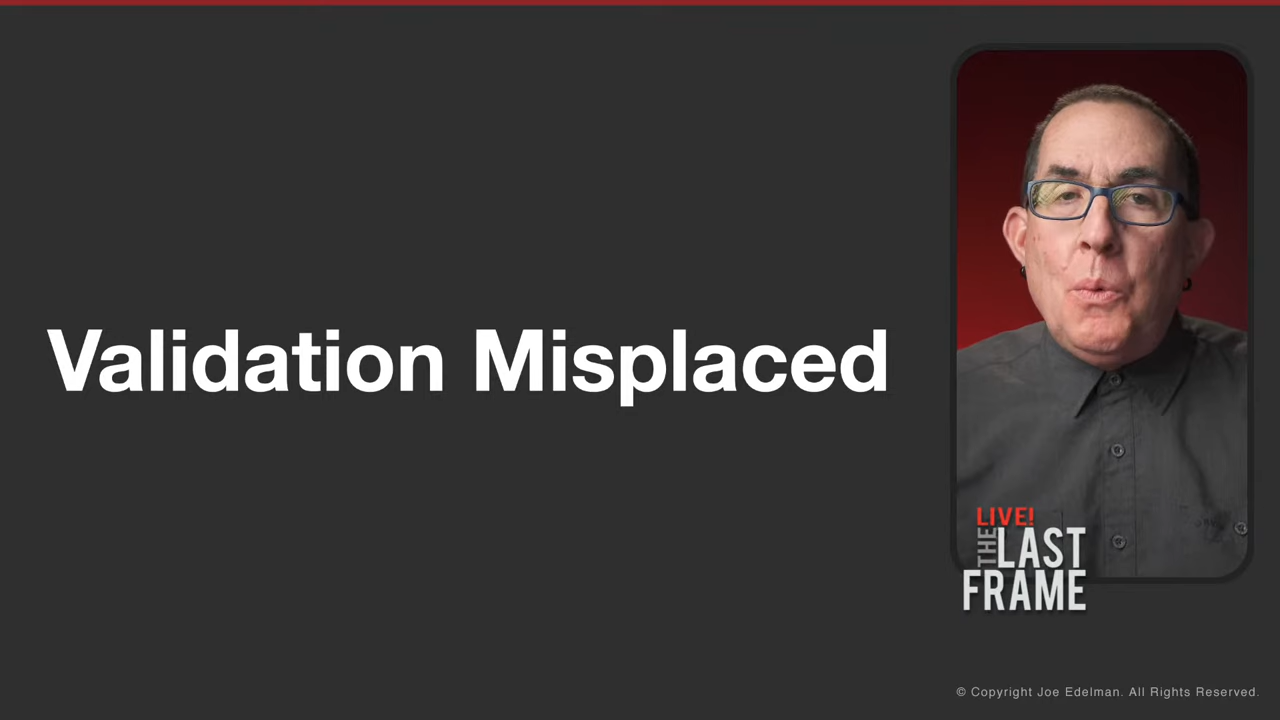 Validation Misplaced
LIVE!
THE LAST
FRAME
© Copyright Joe Edelman. All Rights Reserved.